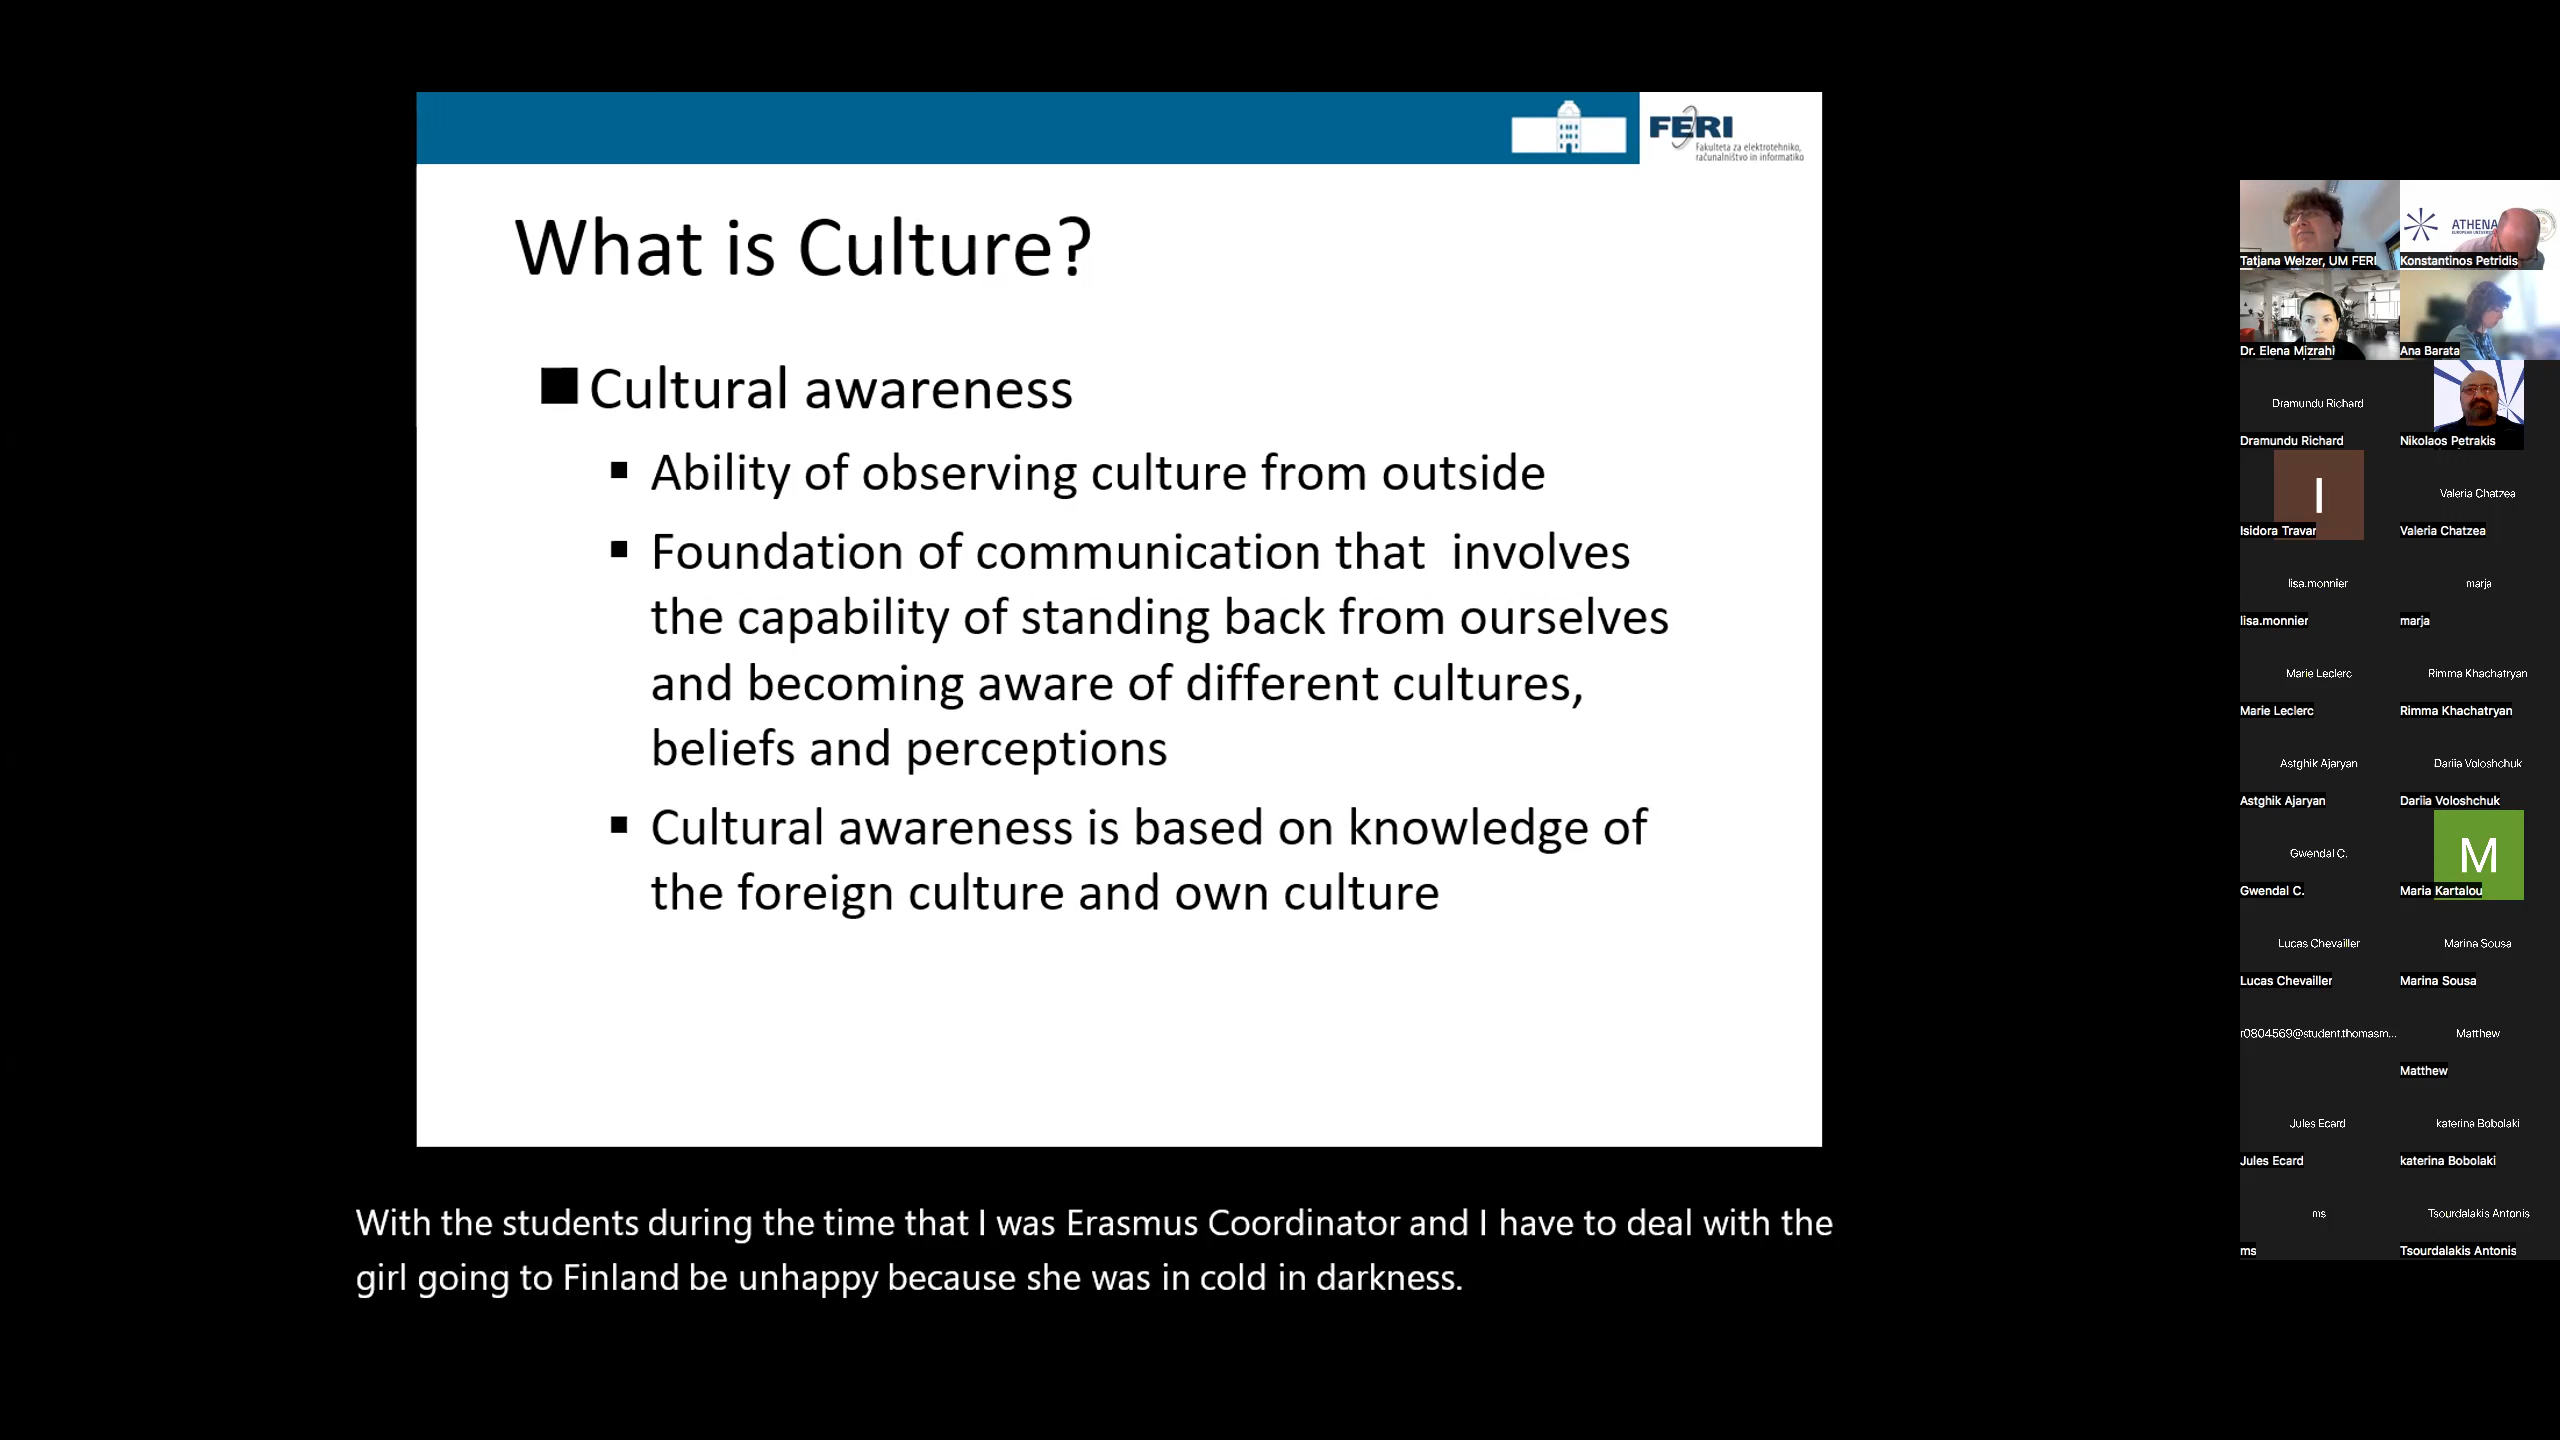 FERI
Fakulteta za elektrotehniko,
računalništvo in informatiko
What is Culture?
Cultural awareness
Ability of observing culture from outside
Foundation of communication that  involves
the capability of standing back from ourselves
and becoming aware of different cultures,
beliefs and perceptions
Cultural awareness is based on knowledge of
the foreign culture and own culture
With the students during the time that I was Erasmus Coordinator and I have to deal with the
girl going to Finland be unhappy because she was in cold in darkness.
Tatjana Welzer, UM FERI
ATHENA
Konstantinos Petridis
Dr. Elena Mizrahi
Ana Barata
Dramundu Richard
Dramundu Richard
Nikolaos Petrakis
I
Isidora Travar
Valeria Chatzea
Valeria Chatzea
lisa.monnier
lisa.monnier
marja
marja
Marie Leclerc
Marie Leclerc
Rimma Khachatryan
Rimma Khachatryan
Astghik Ajaryan
Astghik Ajaryan
Dariia Voloshchuk
Dariia Voloshchuk
Gwendal C.
Gwendal C.
M
Maria Kartalou
Lucas Chevailler
Lucas Chevailler
Marina Sousa
Marina Sousa
r0804569@student.thomasm...
Matthew
Matthew
Jules Ecard
Jules Ecard
katerina Bobolaki
katerina Bobolaki
ms
ms
Tsourdalakis Antonis
Tsourdalakis Antonis